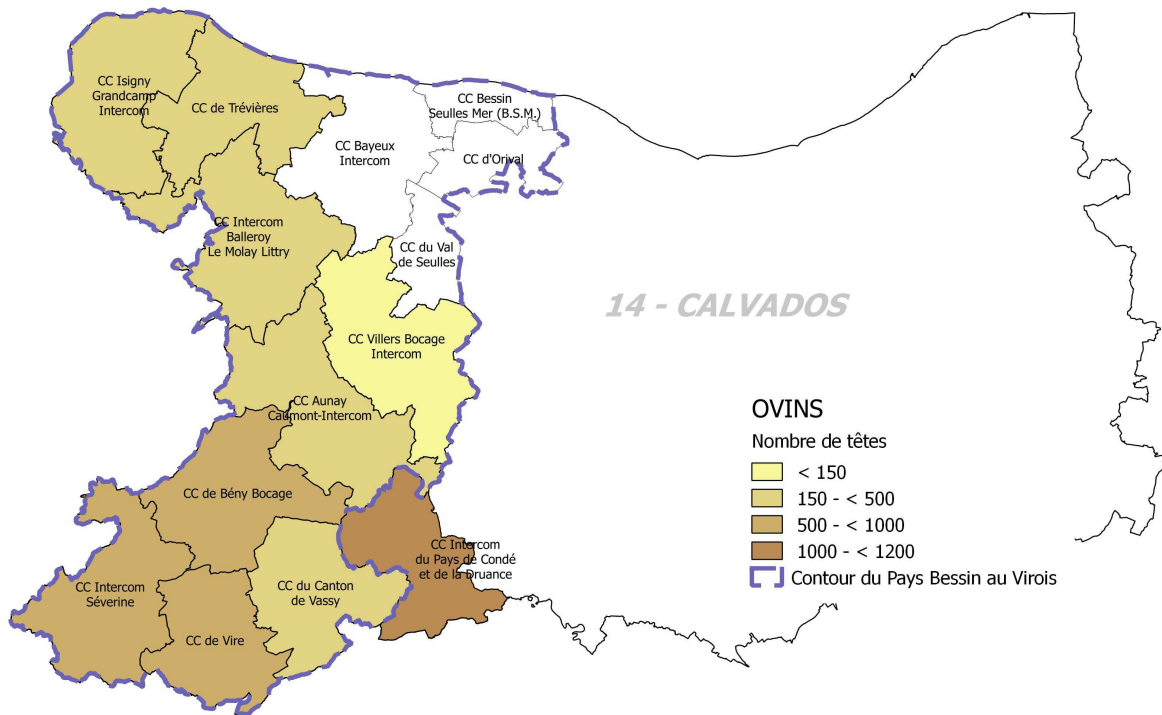 CC Isigny
Grandcamp
Intercom
CC de Trévières
CC Bessin
Seulles Mer (B.S.M.)
CC Bayeux
Intercom
CC d'Orival
CC Intercom
Balleroy
Le Molay Littry
CC du Val
de Seulles
14 - CALVADOS
CC Villers Bocage
Intercom
CC Aunay
Caumont-Intercom
CC de Bény Bocage
CC Intercom
du Pays de Condé
et de la Druance
CC Intercom
Séverine
CC du Canton
de Vassy
CC de Vire
OVINS
Nombre de têtes
< 150
150 - < 500
500 - < 1000
1000 - < 1200
Contour du Pays Bessin au Virois